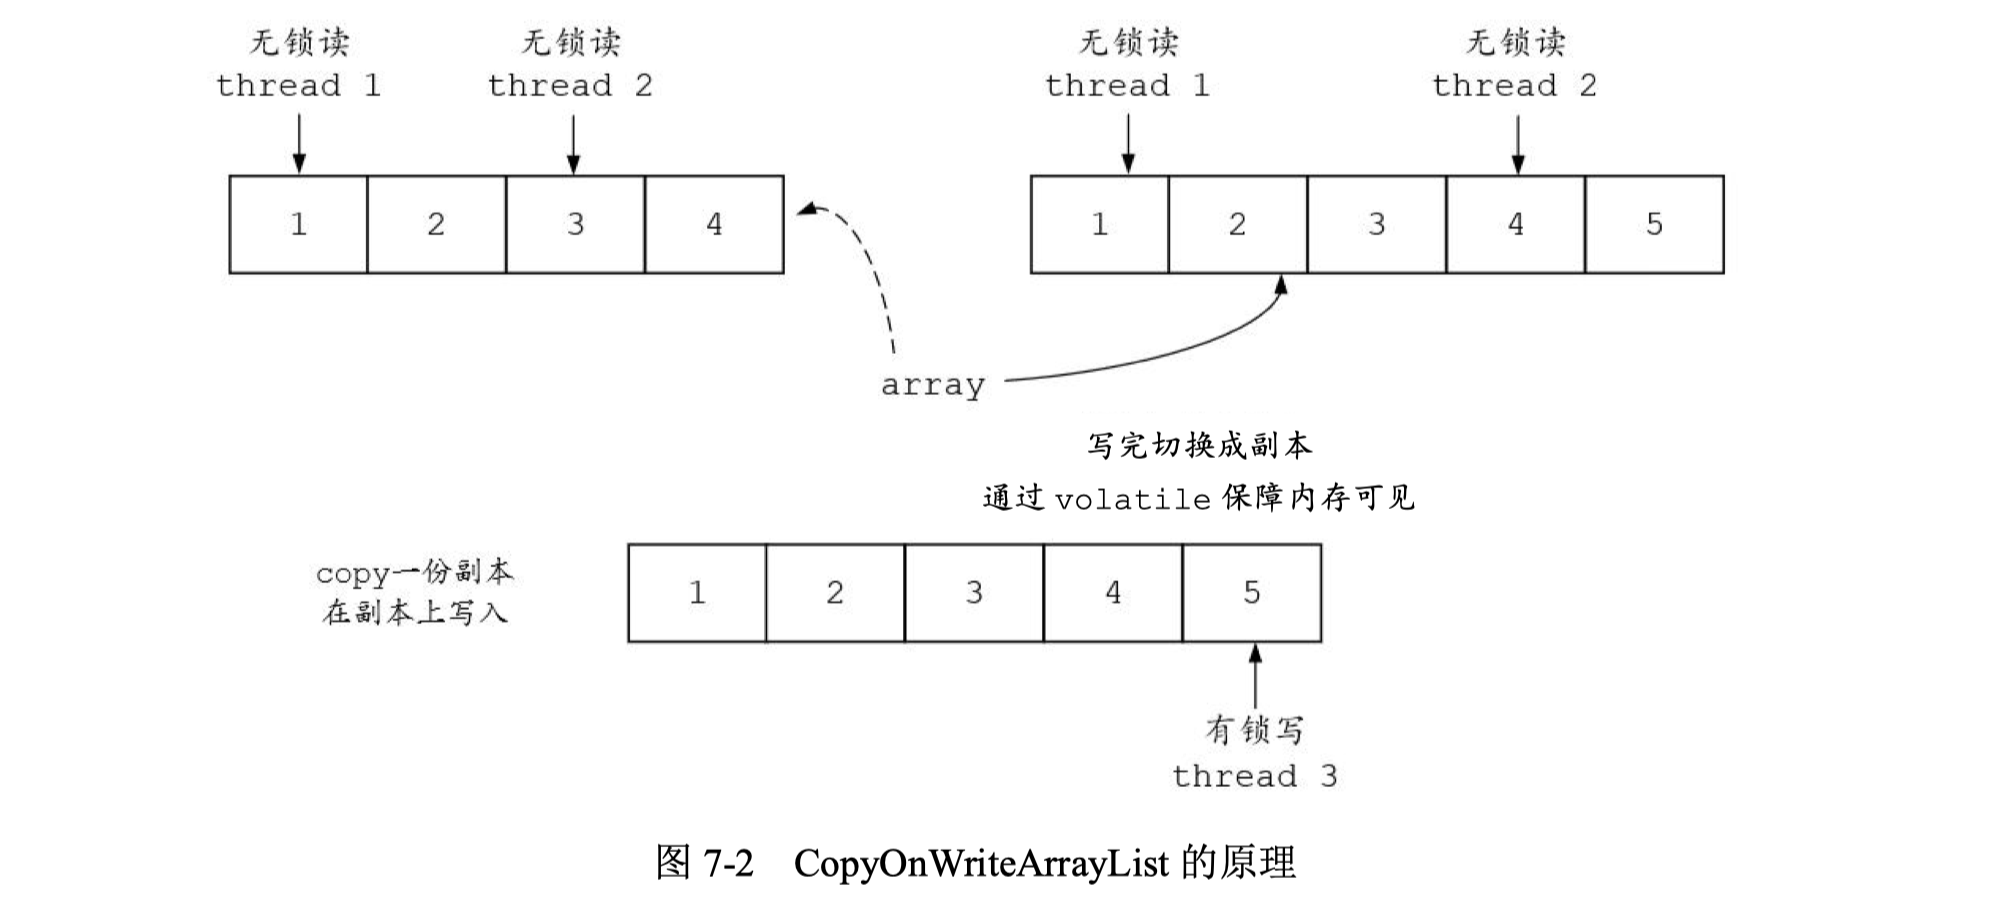 无锁读 无锁读 无锁读 无锁读
thread 1 thread 2 thread 1 thread 2
1 2 3 4 1 2 3 4 5
array
写完切换成副本
通过 volatile 保障内存可见
copy一份副本
在副本上写入
1 2 3 4 5
有锁写
thread 3
图 7-2 CopyOnWriteArrayList 的原理